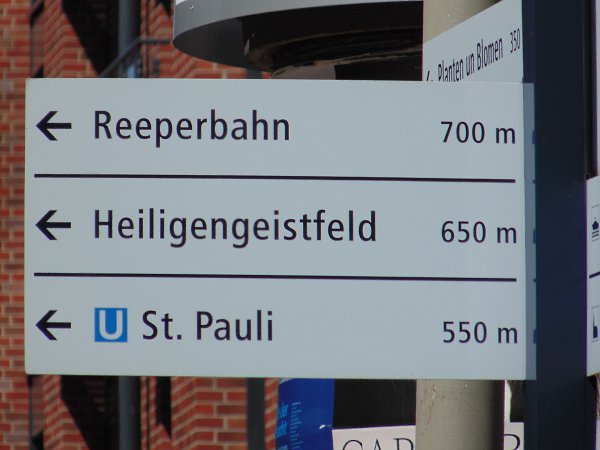 Planten un Blomen 350
← Reeperbahn 700 m
← Heiligengeistfeld 650 m
← U St. Pauli 550 m